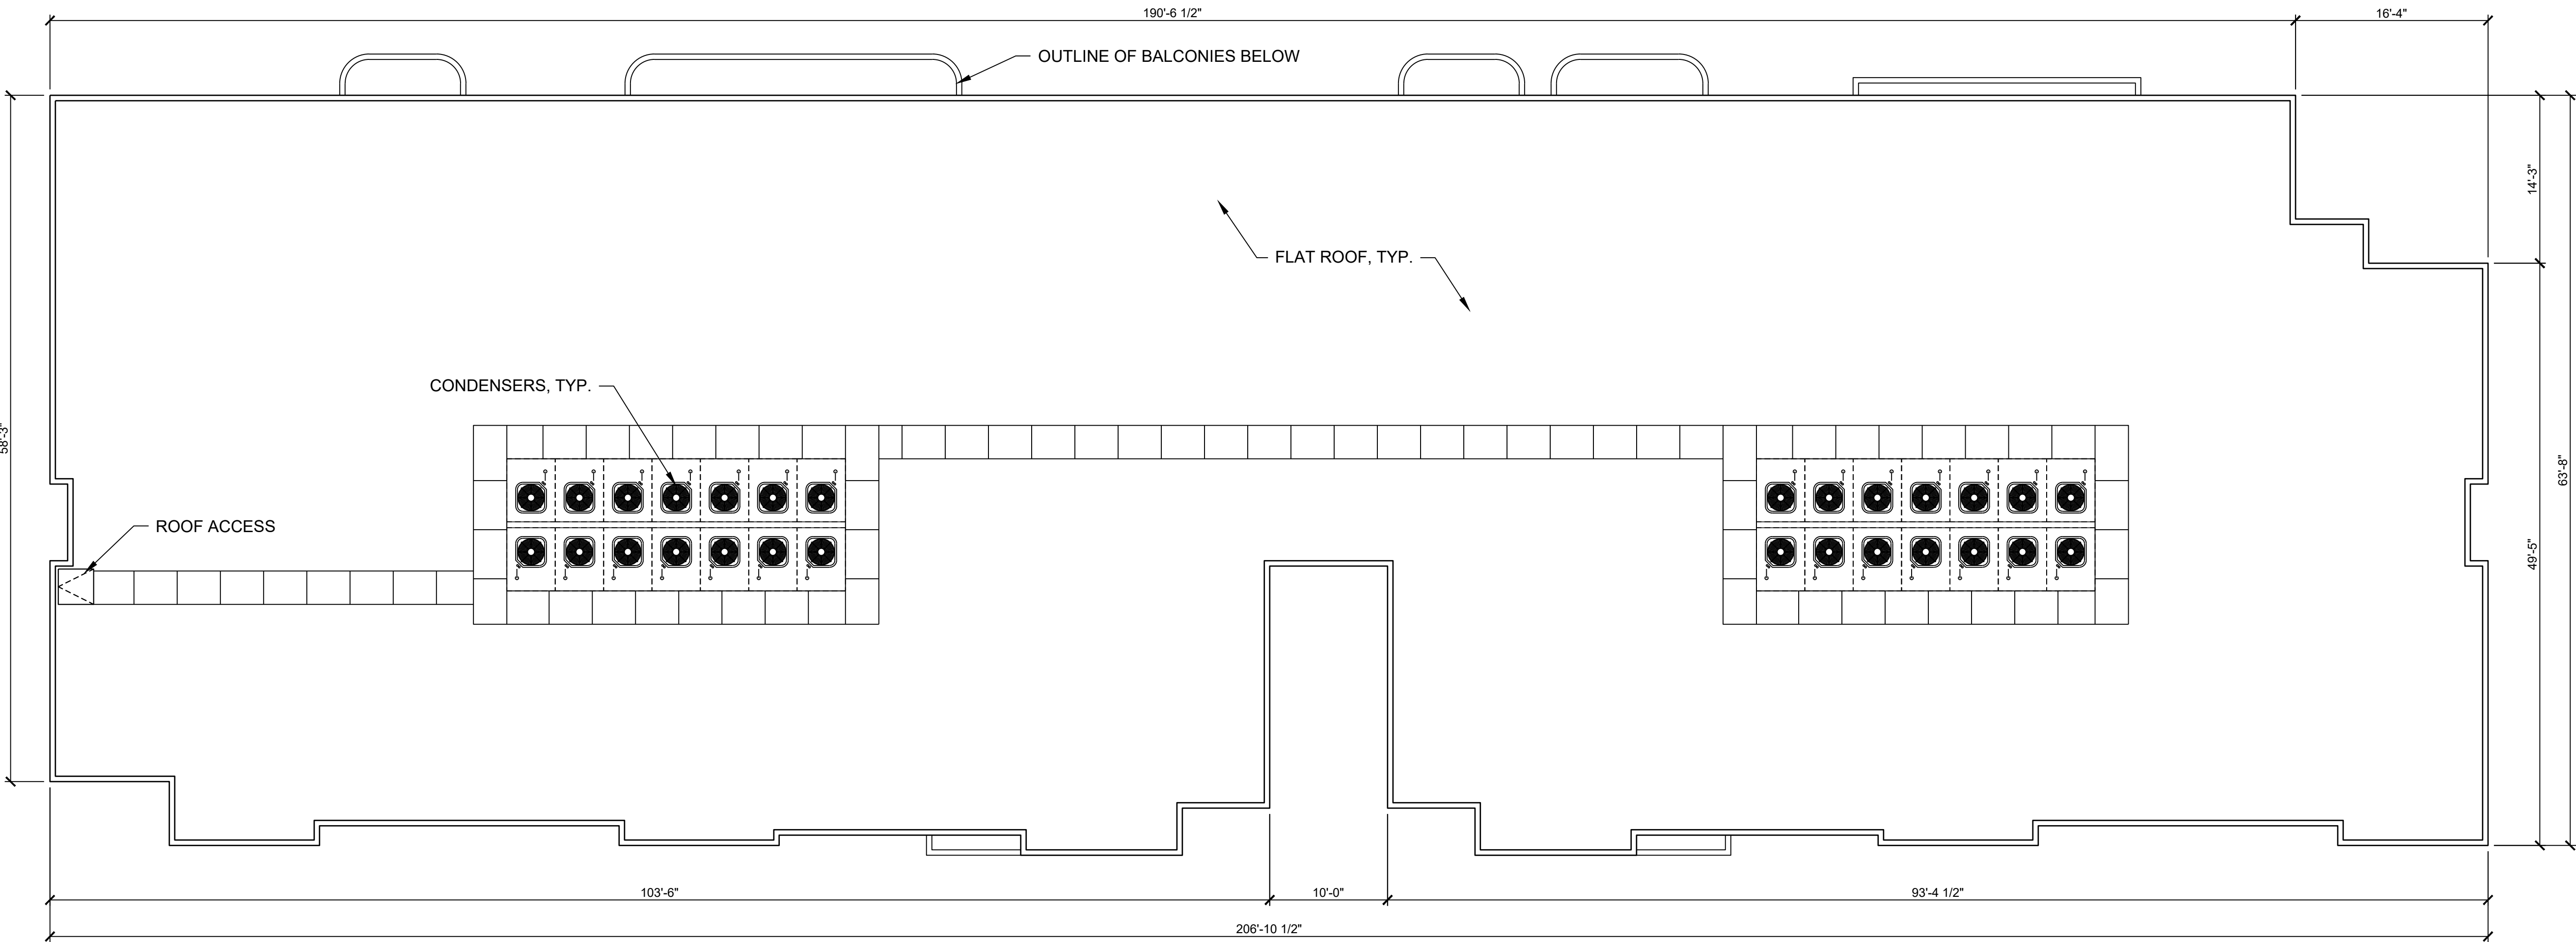 190'-6 1/2"
16'-4"
OUTLINE OF BALCONIES BELOW
14'-3"
FLAT ROOF, TYP.
CONDENSERS, TYP.
58'-3"
63'-8"
ROOF ACCESS
49'-5"
103'-6"
10'-0"
93'-4 1/2"
206'-10 1/2"